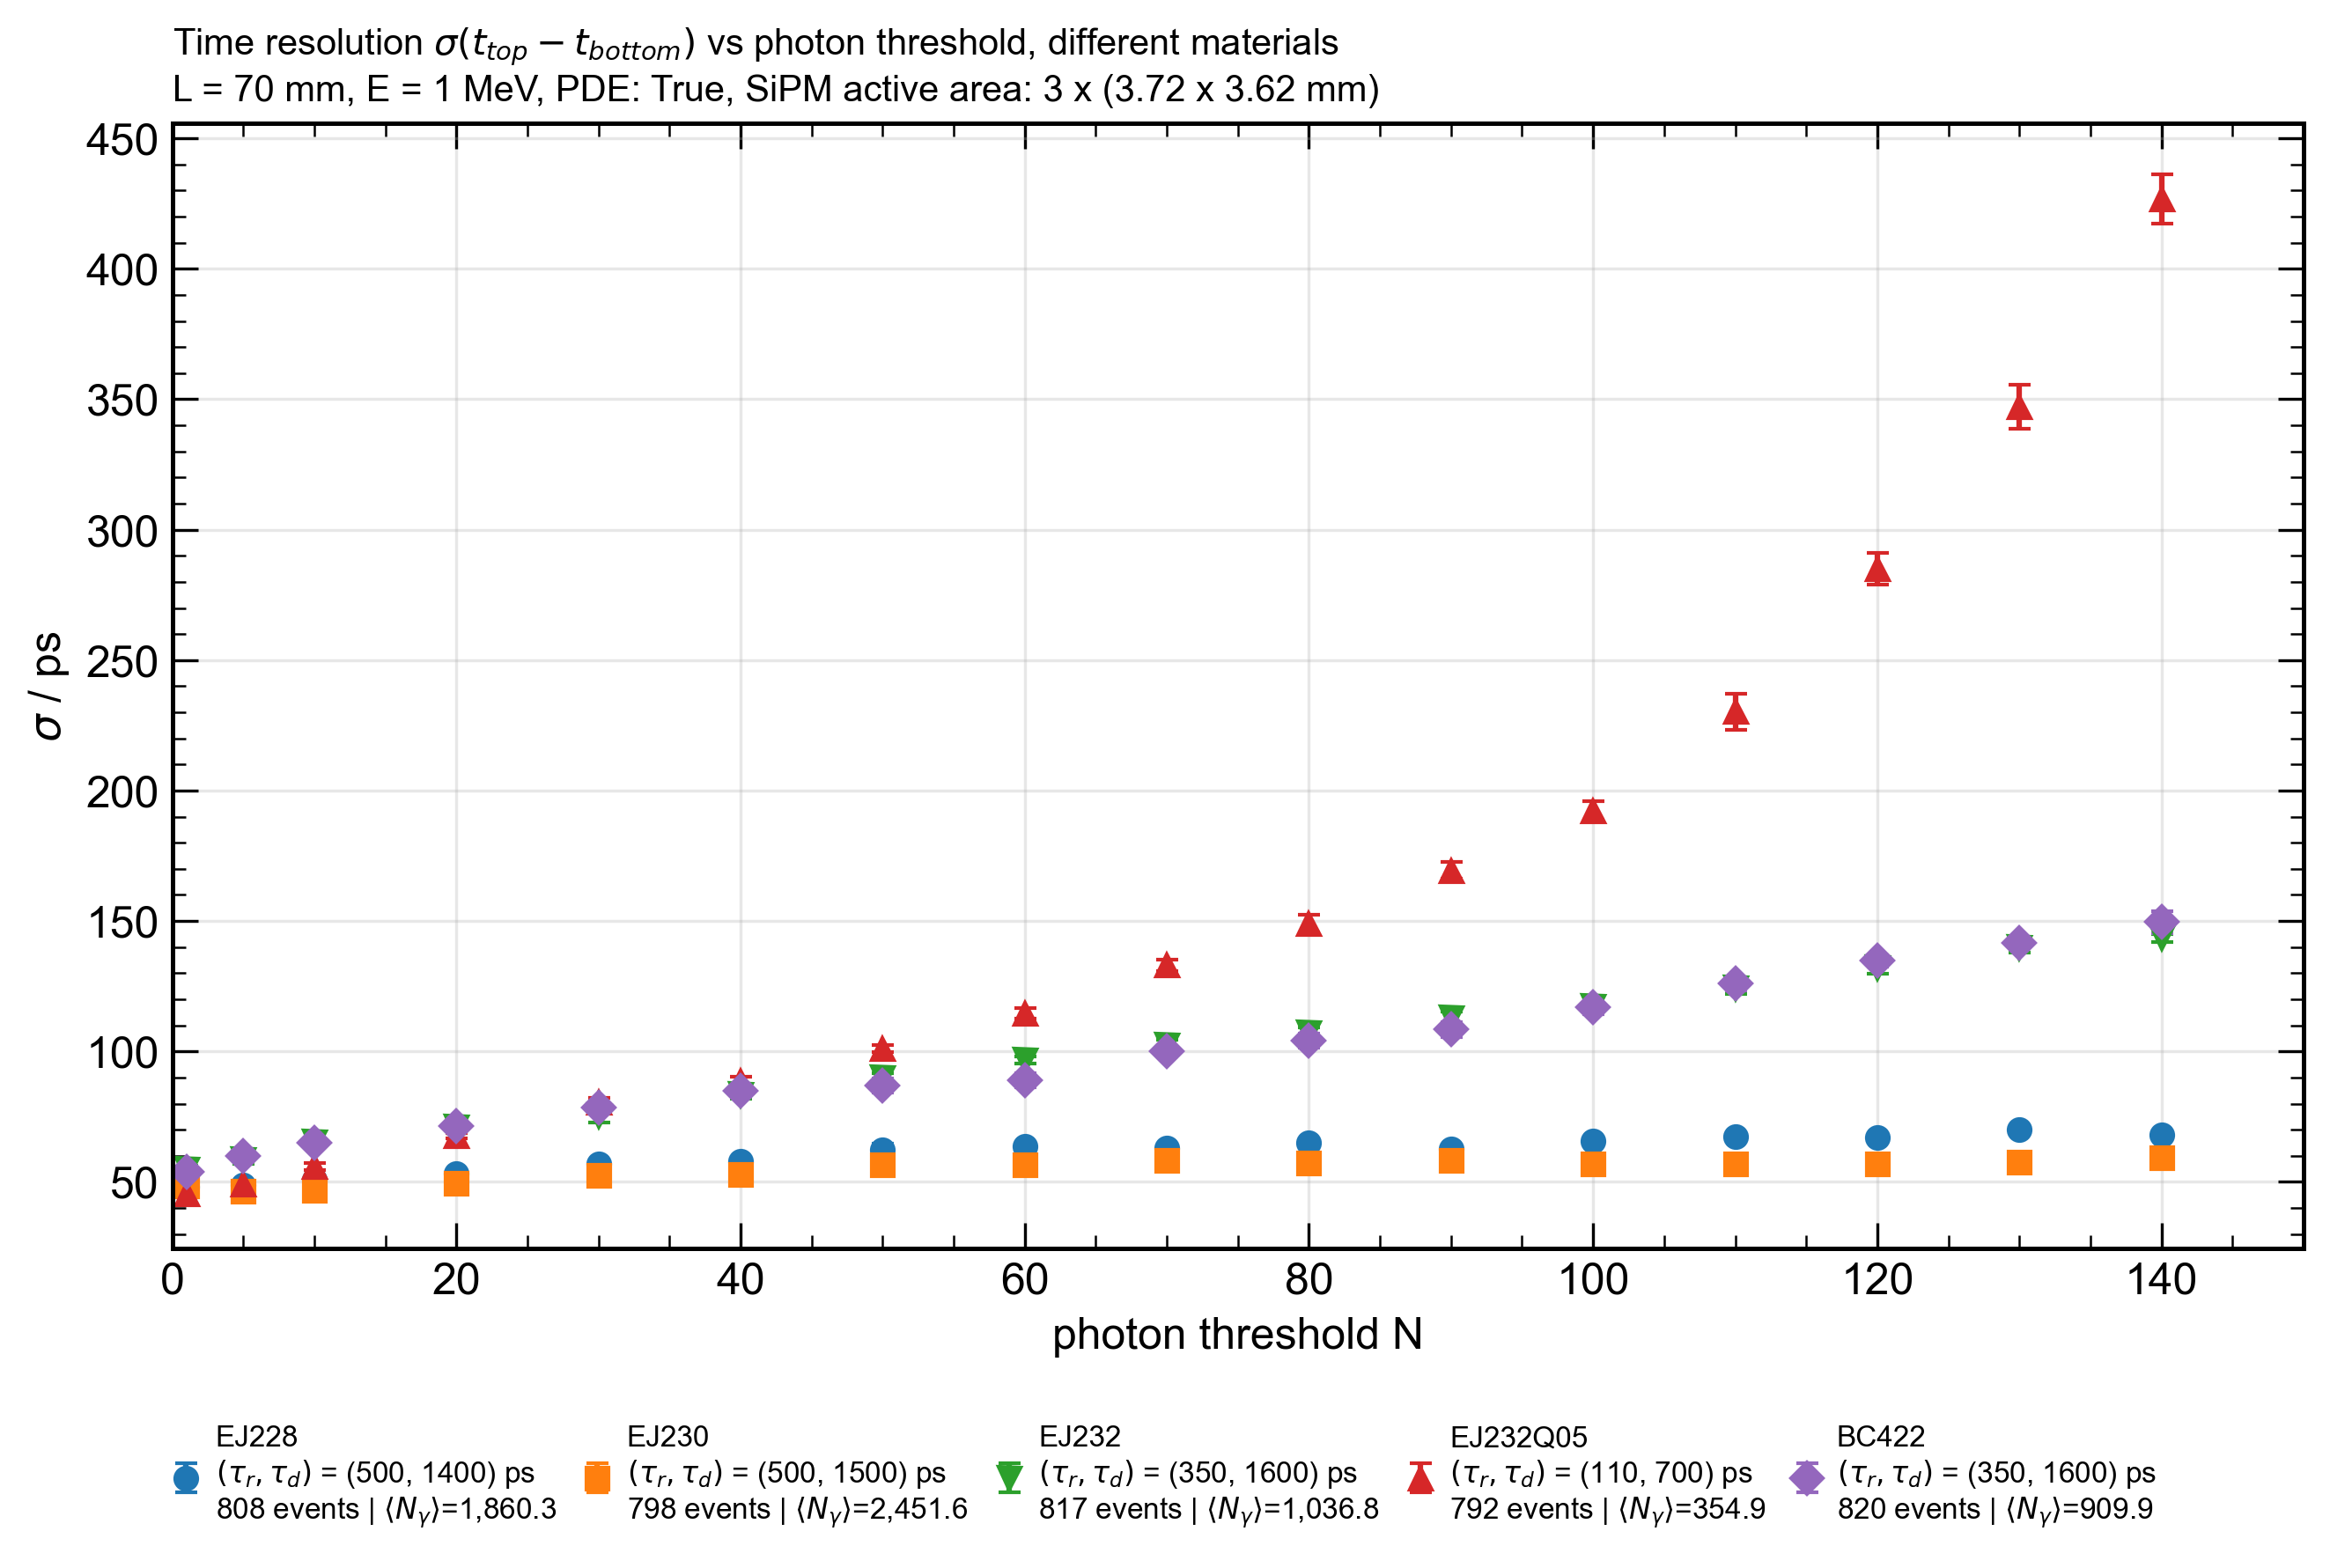 Time resolution σ(t_top − t_bottom) vs photon threshold, different materials
L = 70 mm, E = 1 MeV, PDE: True, SiPM active area: 3 x (3.72 x 3.62 mm)
450
400
350
300
250
200
150
100
50
σ / ps
0 20 40 60 80 100 120 140
photon threshold N
EJ228
(τ_r, τ_d) = (500, 1400) ps
808 events | ⟨N_γ⟩=1,860.3
EJ230
(τ_r, τ_d) = (500, 1500) ps
798 events | ⟨N_γ⟩=2,451.6
EJ232
(τ_r, τ_d) = (350, 1600) ps
817 events | ⟨N_γ⟩=1,036.8
EJ232Q05
(τ_r, τ_d) = (110, 700) ps
792 events | ⟨N_γ⟩=354.9
BC422
(τ_r, τ_d) = (350, 1600) ps
820 events | ⟨N_γ⟩=909.9